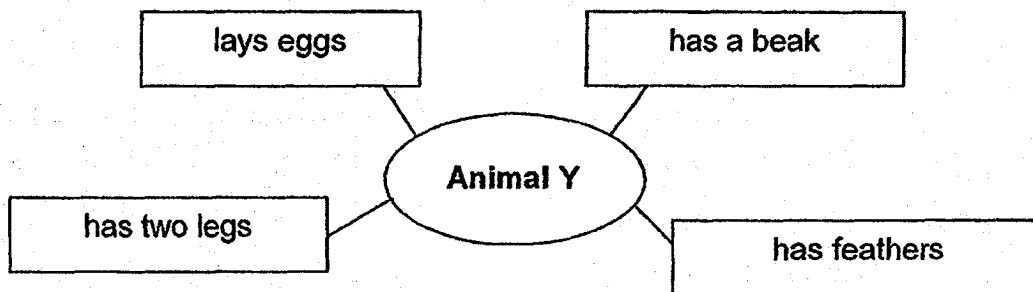 lays eggs
has a beak
Animal Y
has two legs
has feathers